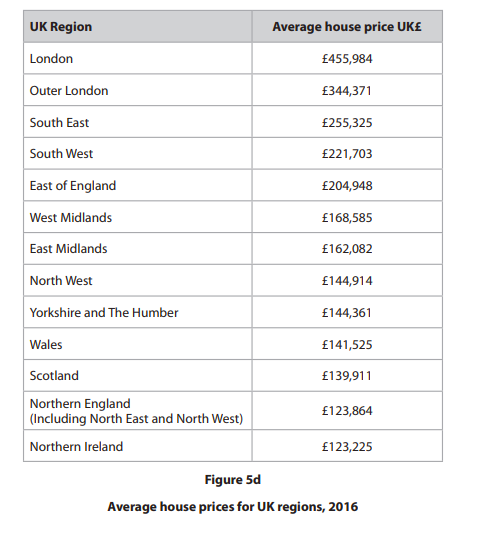 UK Region Average house price UK£
London £455,984
Outer London £344,371
South East £255,325
South West £221,703
East of England £204,948
West Midlands £168,585
East Midlands £162,082
North West £144,914
Yorkshire and The Humber £144,361
Wales £141,525
Scotland £139,911
Northern England
(Including North East and North West) £123,864
Northern Ireland £123,225
Figure 5d
Average house prices for UK regions, 2016